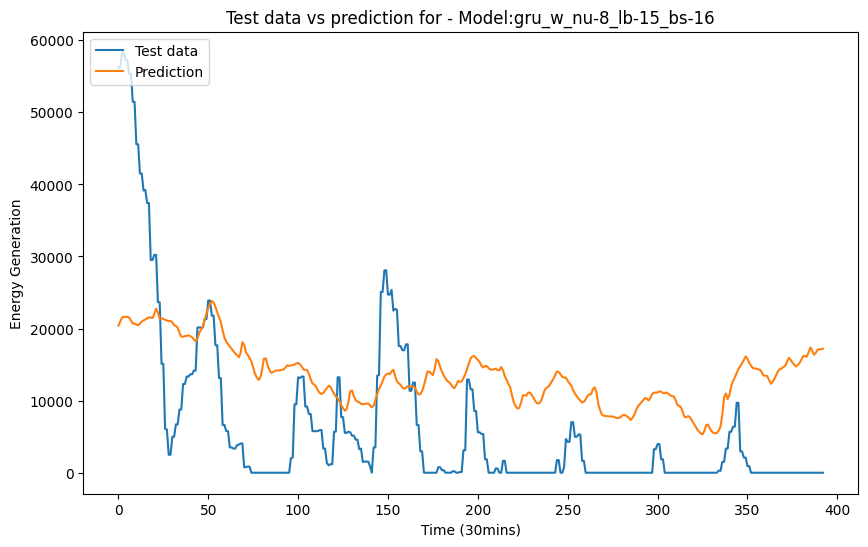 Test data vs prediction for - Model:gru_w_nu-8_lb-15_bs-16
Test data
Prediction
Energy Generation
60000
50000
40000
30000
20000
10000
0
0 50 100 150 200 250 300 350 400
Time (30mins)